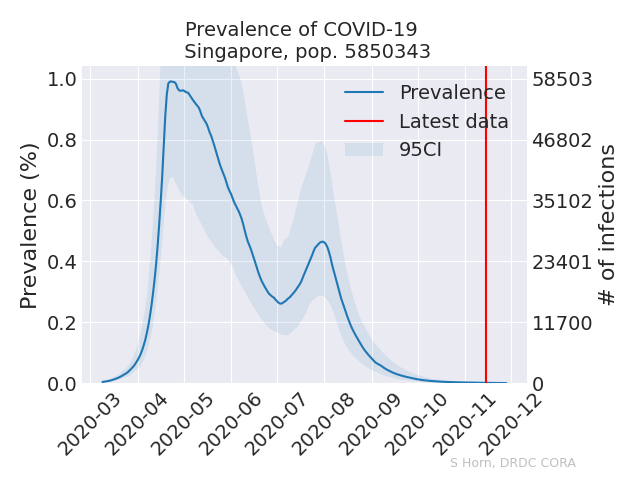 Prevalence of COVID-19
Singapore, pop. 5850343
Prevalence (%)
1.0
0.8
0.6
0.4
0.2
0.0
Prevalence
Latest data
95CI
58503
46802
35102
23401
11700
0
# of infections
2020-03
2020-04
2020-05
2020-06
2020-07
2020-08
2020-09
2020-10
2020-11
2020-12
S Horn, DRDC CORA